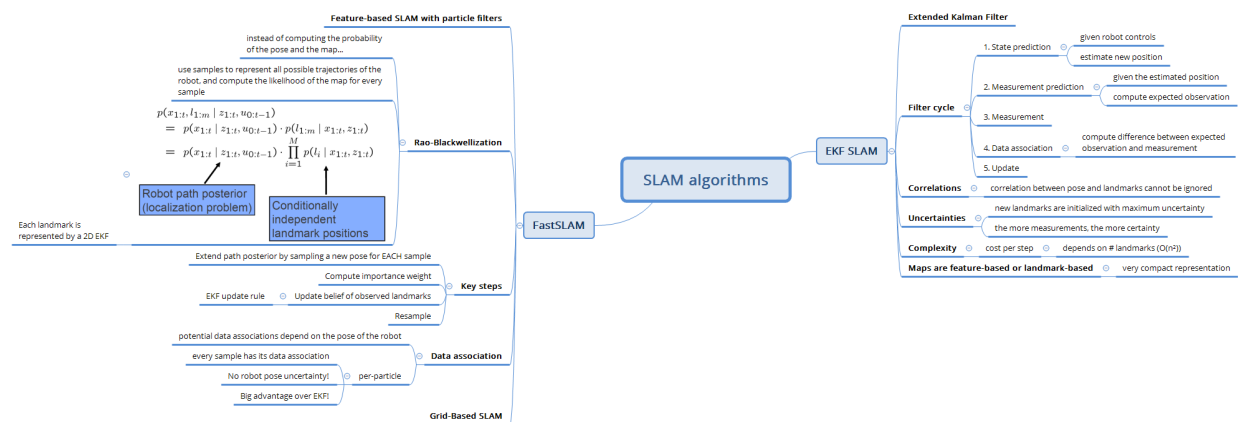 SLAM algorithms
EKF SLAM
Extended Kalman Filter
Filter cycle
1. State prediction
given robot controls
estimate new position
2. Measurement prediction
given the estimated position
compute expected observation
3. Measurement
4. Data association
compute difference between expected
observation and measurement
5. Update
Correlations
correlation between pose and landmarks cannot be ignored
Uncertainties
new landmarks are initialized with maximum uncertainty
the more measurements, the more certainty
Complexity
cost per step
depends on # landmarks (O(n²))
Maps are feature-based or landmark-based
very compact representation
FastSLAM
Feature-based SLAM with particle filters
Rao-Blackwellization
instead of computing the probability
of the pose and the map...
use samples to represent all possible trajectories of the
robot, and compute the likelihood of the map for every
sample
p(x_{1:t}, l_{1:m} | z_{1:t}, u_{0:t−1})
= p(x_{1:t} | z_{1:t}, u_{0:t−1}) · p(l_{1:m} | x_{1:t}, z_{1:t})
= p(x_{1:t} | z_{1:t}, u_{0:t−1}) · ∏_{i=1}^{M} p(l_i | x_{1:t}, z_{1:t})
Robot path posterior
(localization problem)
Conditionally
independent
landmark positions
Each landmark is
represented by a 2D EKF
Key steps
Extend path posterior by sampling a new pose for EACH sample
Compute importance weight
Update belief of observed landmarks
EKF update rule
Resample
Data association
potential data associations depend on the pose of the robot
per-particle
every sample has its data association
No robot pose uncertainty!
Big advantage over EKF!
Grid-Based SLAM